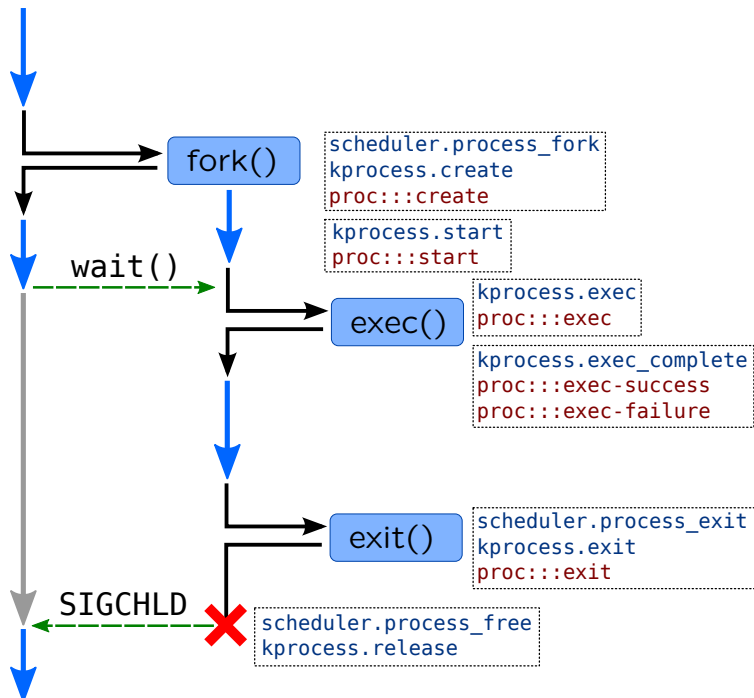 fork()
scheduler.process_fork
kprocess.create
proc:::create
kprocess.start
proc:::start
wait()
exec()
kprocess.exec
proc:::exec
kprocess.exec_complete
proc:::exec-success
proc:::exec-failure
exit()
scheduler.process_exit
kprocess.exit
proc:::exit
SIGCHLD
scheduler.process_free
kprocess.release